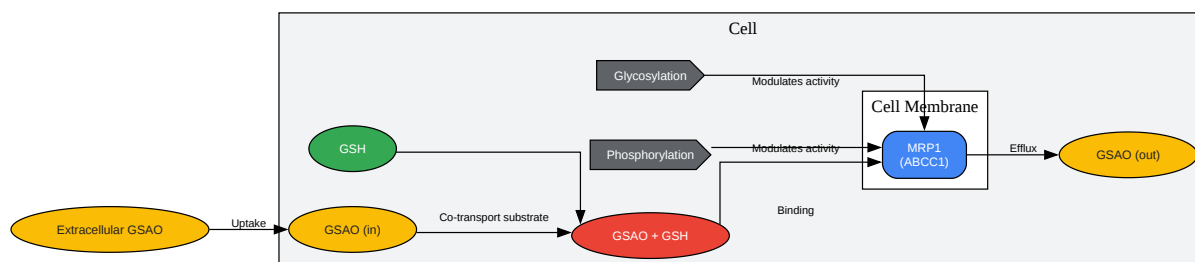 Cell
Glycosylation
Modulates activity
Cell Membrane
GSH
Phosphorylation
Modulates activity
MRP1
(ABCC1)
Efflux
GSAO (out)
Extracellular GSAO
Uptake
GSAO (in)
Co-transport substrate
GSAO + GSH
Binding